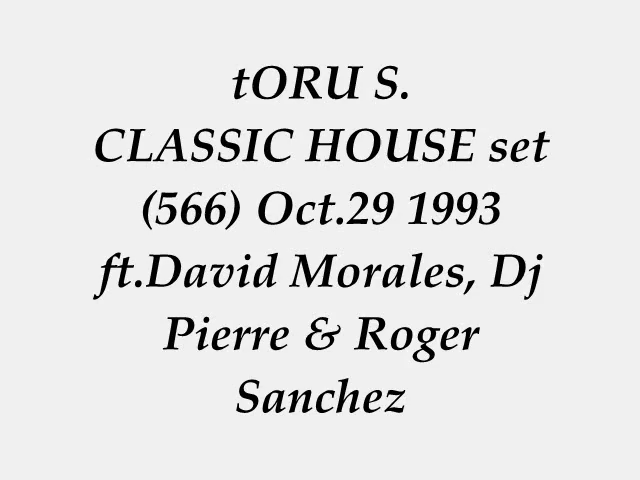 tORU S.
CLASSIC HOUSE set
(566) Oct.29 1993
ft.David Morales, Dj
Pierre & Roger
Sanchez